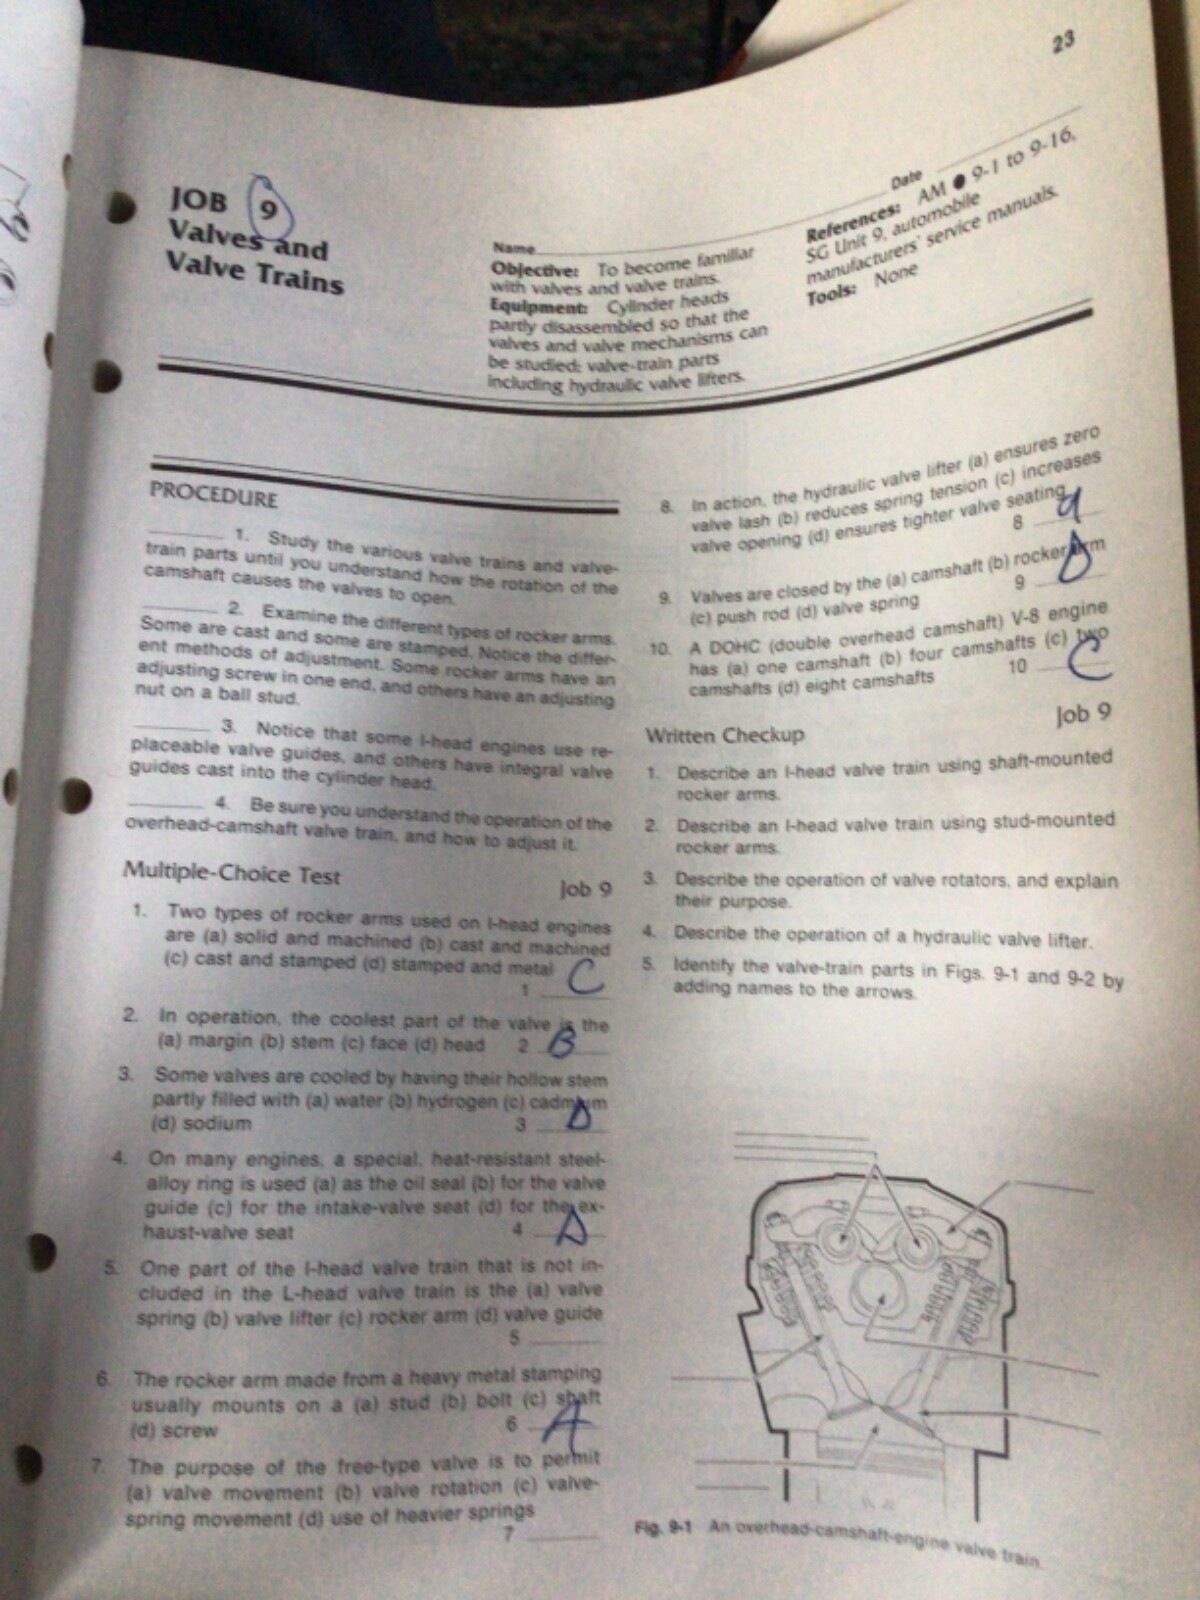 23
JOB 9
Valves and
Valve Trains
Name
Objective: To become familiar
with valves and valve trains.
Equipment: Cylinder heads
partly disassembled so that the
valves and valve mechanisms can
be studied; valve-train parts
including hydraulic valve lifters.
Date
References: AM ● 9-1 to 9-16,
SG Unit 9, automobile
manufacturers' service manuals.
Tools: None
PROCEDURE
1. Study the various valve trains and valve-
train parts until you understand how the rotation of the
camshaft causes the valves to open.
2. Examine the different types of rocker arms.
Some are cast and some are stamped. Notice the differ-
ent methods of adjustment. Some rocker arms have an
adjusting screw in one end, and others have an adjusting
nut on a ball stud.
3. Notice that some I-head engines use re-
placeable valve guides, and others have integral valve
guides cast into the cylinder head.
4. Be sure you understand the operation of the
overhead-camshaft valve train, and how to adjust it.
Multiple-Choice Test
Job 9
1. Two types of rocker arms used on I-head engines
are (a) solid and machined (b) cast and machined
(c) cast and stamped (d) stamped and metal
1 C
2. In operation, the coolest part of the valve is the
(a) margin (b) stem (c) face (d) head 2 B
3. Some valves are cooled by having their hollow stem
partly filled with (a) water (b) hydrogen (c) cadmium
(d) sodium 3 D
4. On many engines, a special, heat-resistant steel-
alloy ring is used (a) as the oil seal (b) for the valve
guide (c) for the intake-valve seat (d) for the ex-
haust-valve seat 4 D
5. One part of the I-head valve train that is not in-
cluded in the L-head valve train is the (a) valve
spring (b) valve lifter (c) rocker arm (d) valve guide
5
6. The rocker arm made from a heavy metal stamping
usually mounts on a (a) stud (b) bolt (c) shaft
(d) screw 6 A
7. The purpose of the free-type valve is to permit
(a) valve movement (b) valve rotation (c) valve-
spring movement (d) use of heavier springs
7
8. In action, the hydraulic valve lifter (a) ensures zero
valve lash (b) reduces spring tension (c) increases
valve opening (d) ensures tighter valve seating
8 a
9. Valves are closed by the (a) camshaft (b) rocker arm
(c) push rod (d) valve spring 9 D
10. A DOHC (double overhead camshaft) V-8 engine
has (a) one camshaft (b) four camshafts (c) two
camshafts (d) eight camshafts 10 C
Written Checkup Job 9
1. Describe an I-head valve train using shaft-mounted
rocker arms.
2. Describe an I-head valve train using stud-mounted
rocker arms.
3. Describe the operation of valve rotators, and explain
their purpose.
4. Describe the operation of a hydraulic valve lifter.
5. Identify the valve-train parts in Figs. 9-1 and 9-2 by
adding names to the arrows.
Fig. 9-1 An overhead-camshaft-engine valve train.